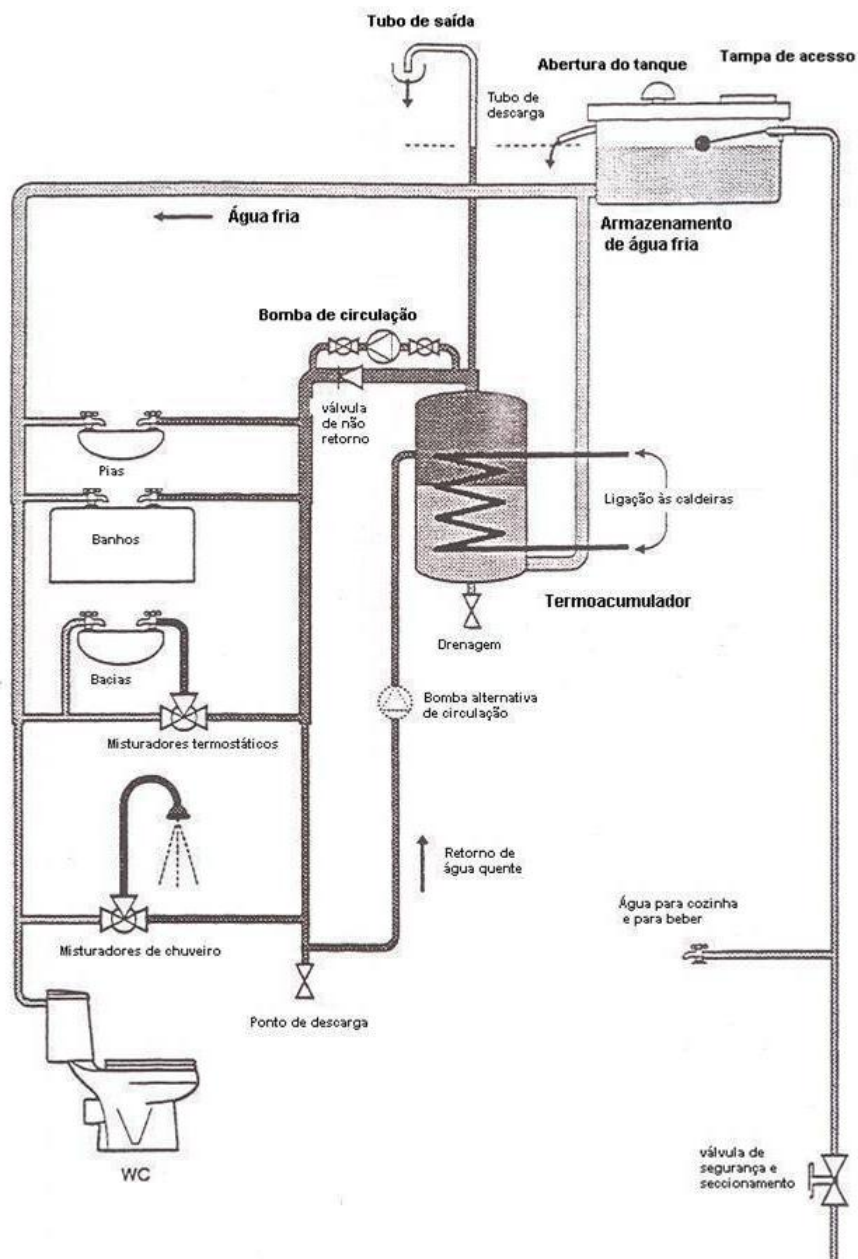 Tubo de saída
Abertura do tanque
Tampa de acesso
Tubo de
descarga
Água fria
Armazenamento
de água fria
Bomba de circulação
válvula
de não
retorno
Pias
Ligação às caldeiras
Banhos
Termoacumulador
Drenagem
Bacias
Bomba alternativa
de circulação
Misturadores termostáticos
Retorno de
água quente
Água para cozinha
e para beber
Misturadores de chuveiro
Ponto de descarga
válvula de
segurança e
seccionamento
WC